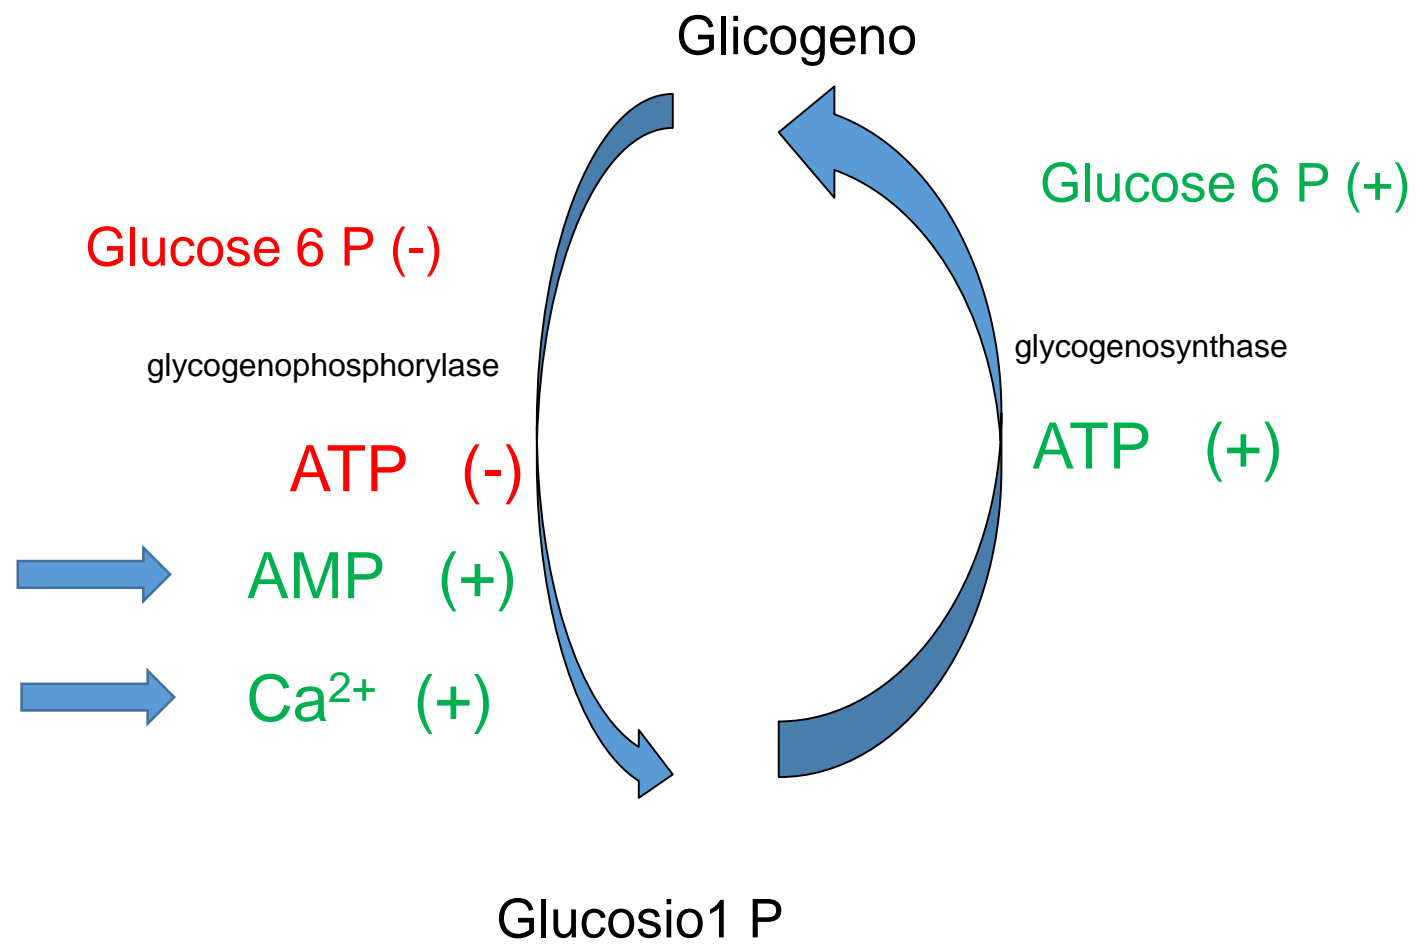 Glicogeno
Glucose 6 P (+)
Glucose 6 P (-)
glycogenosynthase
glycogenophosphorylase
ATP (+)
ATP (-)
AMP (+)
Ca²⁺ (+)
Glucosio1 P